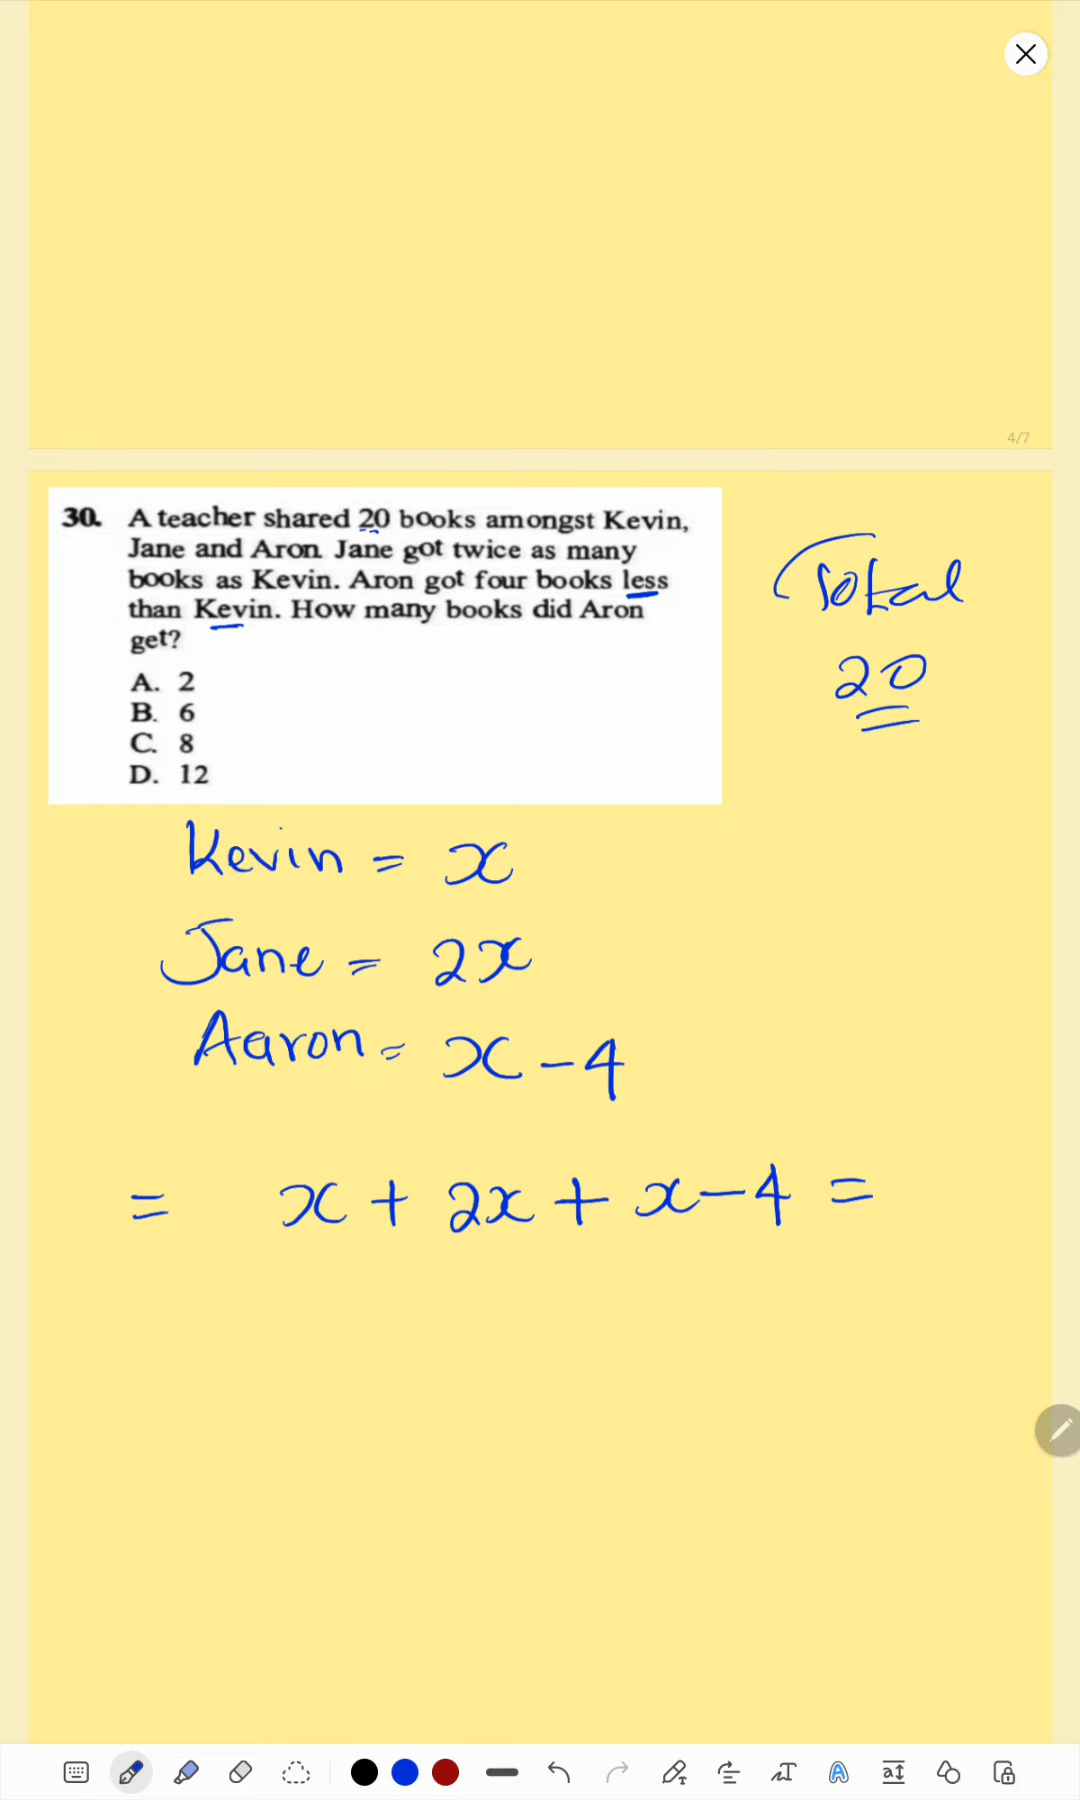 4/7
30. A teacher shared 20 books amongst Kevin,
Jane and Aron. Jane got twice as many
books as Kevin. Aron got four books less
than Kevin. How many books did Aron
get?
A. 2
B. 6
C. 8
D. 12
Total
20
Kevin = x
Jane = 2x
Aaron = x - 4
= x + 2x + x - 4 =